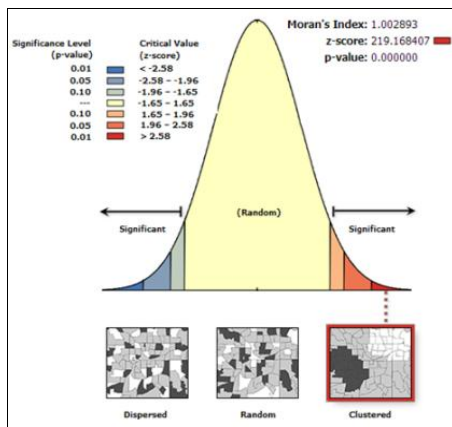 Moran's Index: 1.002893
z-score: 219.168407
p-value: 0.000000
Significance Level
(p-value)
Critical Value
(z-score)
0.01 < -2.58
0.05 -2.58 – -1.96
0.10 -1.96 – -1.65
--- -1.65 – 1.65
0.10 1.65 – 1.96
0.05 1.96 – 2.58
0.01 > 2.58
(Random)
Significant
Significant
Dispersed
Random
Clustered